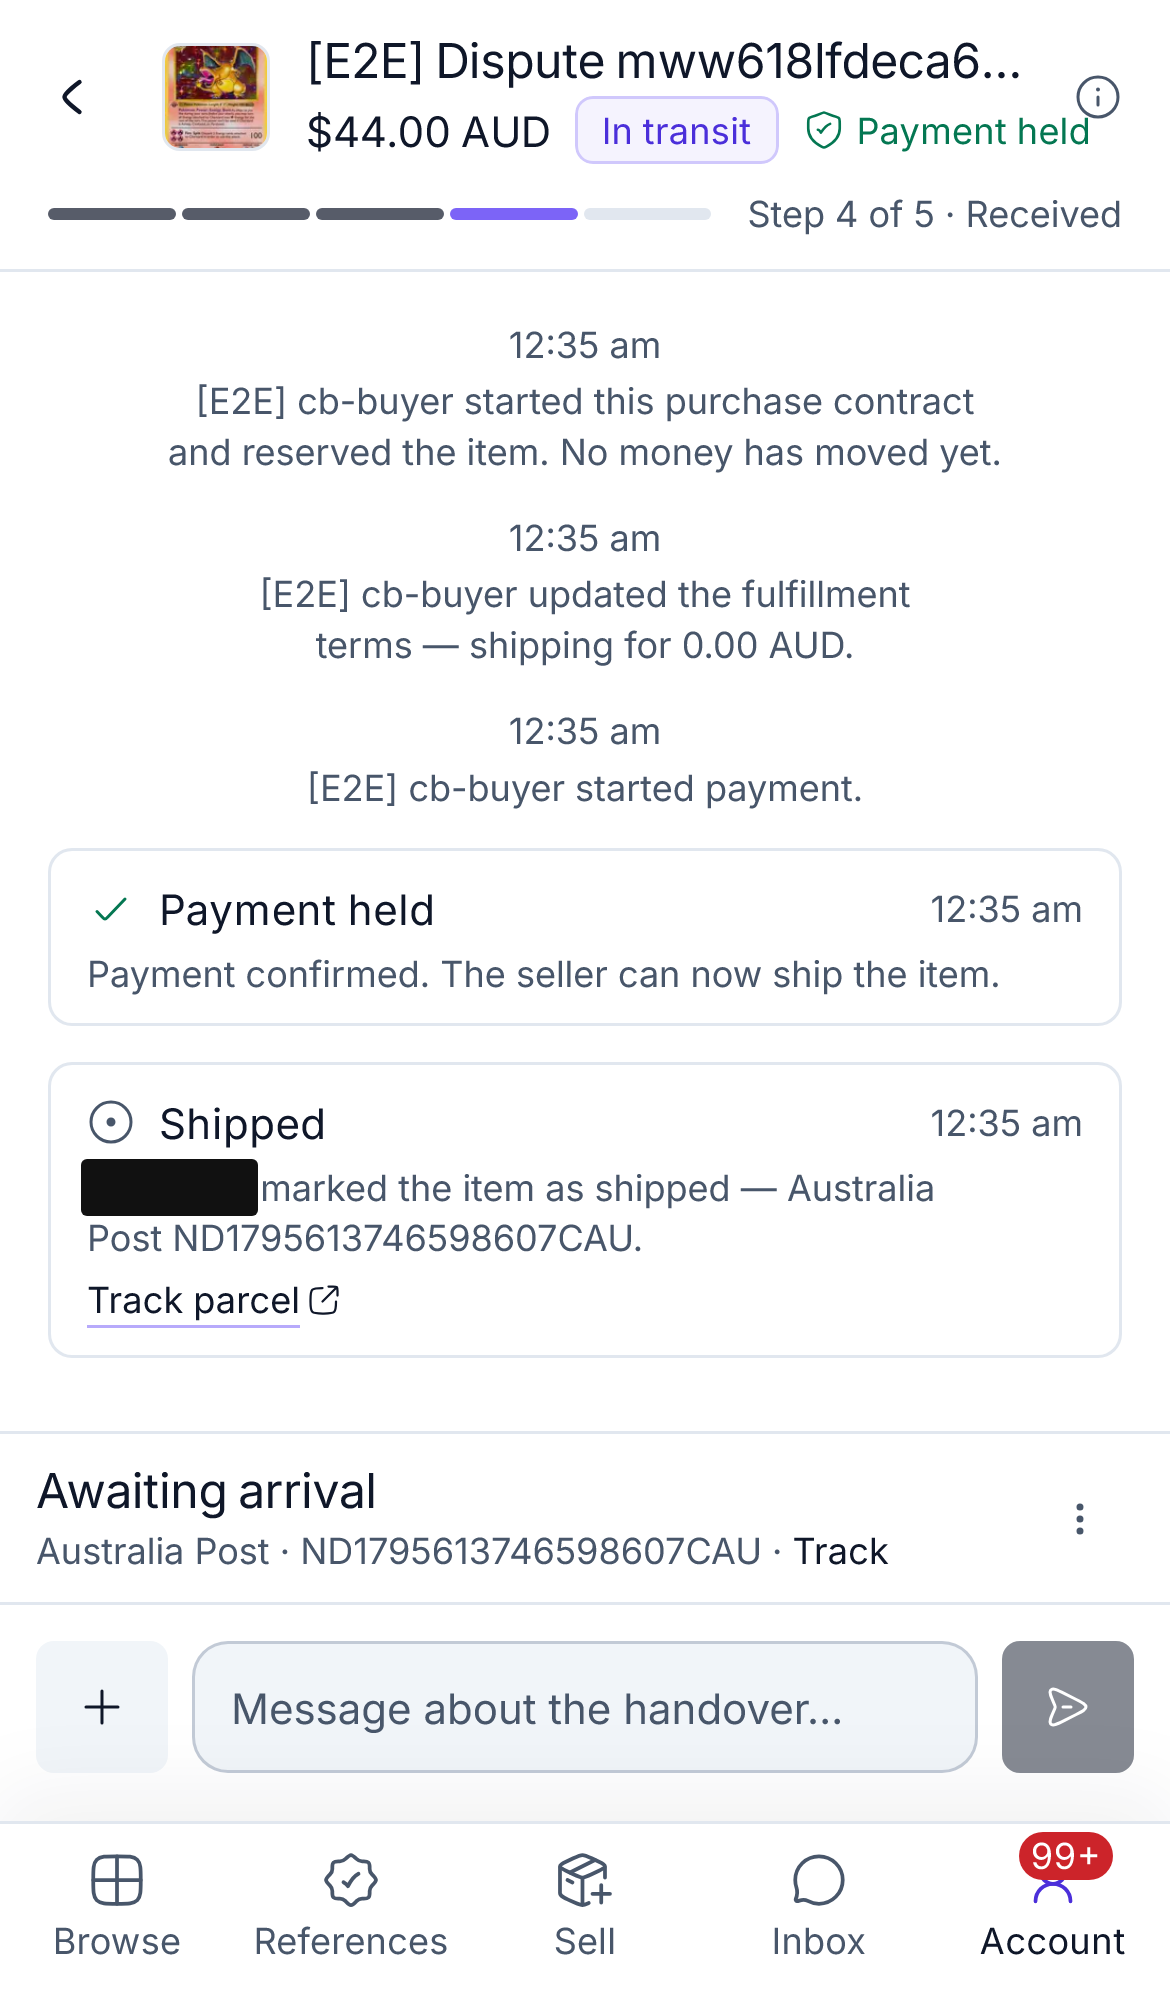 [E2E] Dispute mww618lfdeca6...
$44.00 AUD In transit Payment held
Step 4 of 5 · Received
12:35 am
[E2E] cb-buyer started this purchase contract
and reserved the item. No money has moved yet.
12:35 am
[E2E] cb-buyer updated the fulfillment
terms — shipping for 0.00 AUD.
12:35 am
[E2E] cb-buyer started payment.
Payment held 12:35 am
Payment confirmed. The seller can now ship the item.
Shipped 12:35 am
marked the item as shipped — Australia
Post ND1795613746598607CAU.
Track parcel
Awaiting arrival
Australia Post · ND1795613746598607CAU · Track
Message about the handover...
99+
Browse References Sell Inbox Account